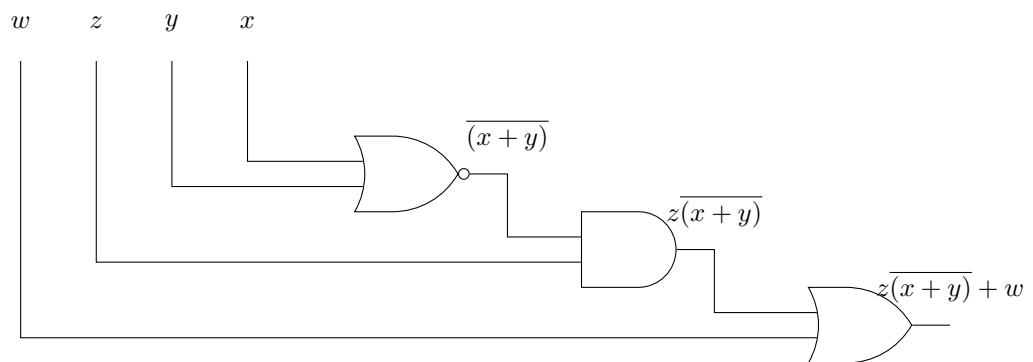 w z y x
$\overline{(x + y)}$
$z\overline{(x + y)}$
$z\overline{(x + y)} + w$